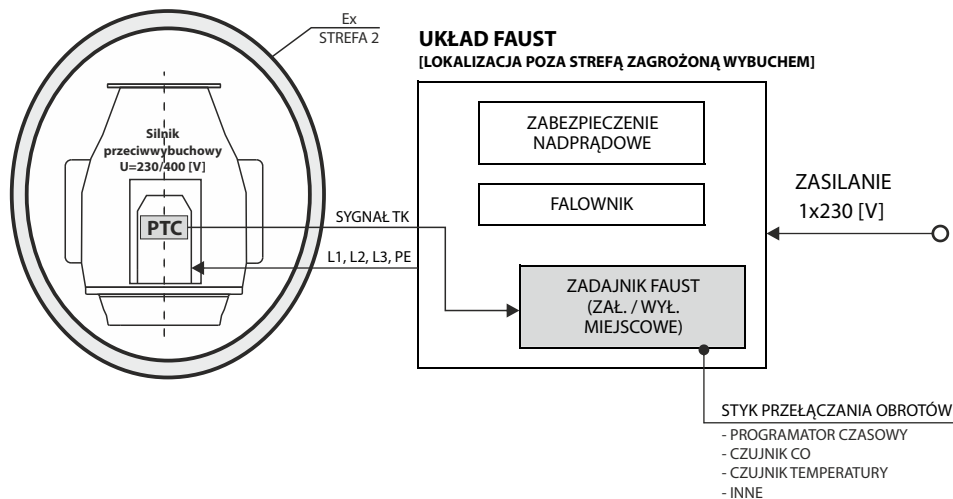 Ex
STREFA 2
UKŁAD FAUST
[LOKALIZACJA POZA STREFĄ ZAGROŻONĄ WYBUCHEM]
Silnik
przeciwwybuchowy
U=230/400 [V]
PTC
SYGNAŁ TK
L1, L2, L3, PE
ZABEZPIECZENIE
NADPRĄDOWE
FALOWNIK
ZADAJNIK FAUST
(ZAŁ. / WYŁ.
MIEJSCOWE)
ZASILANIE
1x230 [V]
STYK PRZEŁĄCZANIA OBROTÓW
- PROGRAMATOR CZASOWY
- CZUJNIK CO
- CZUJNIK TEMPERATURY
- INNE